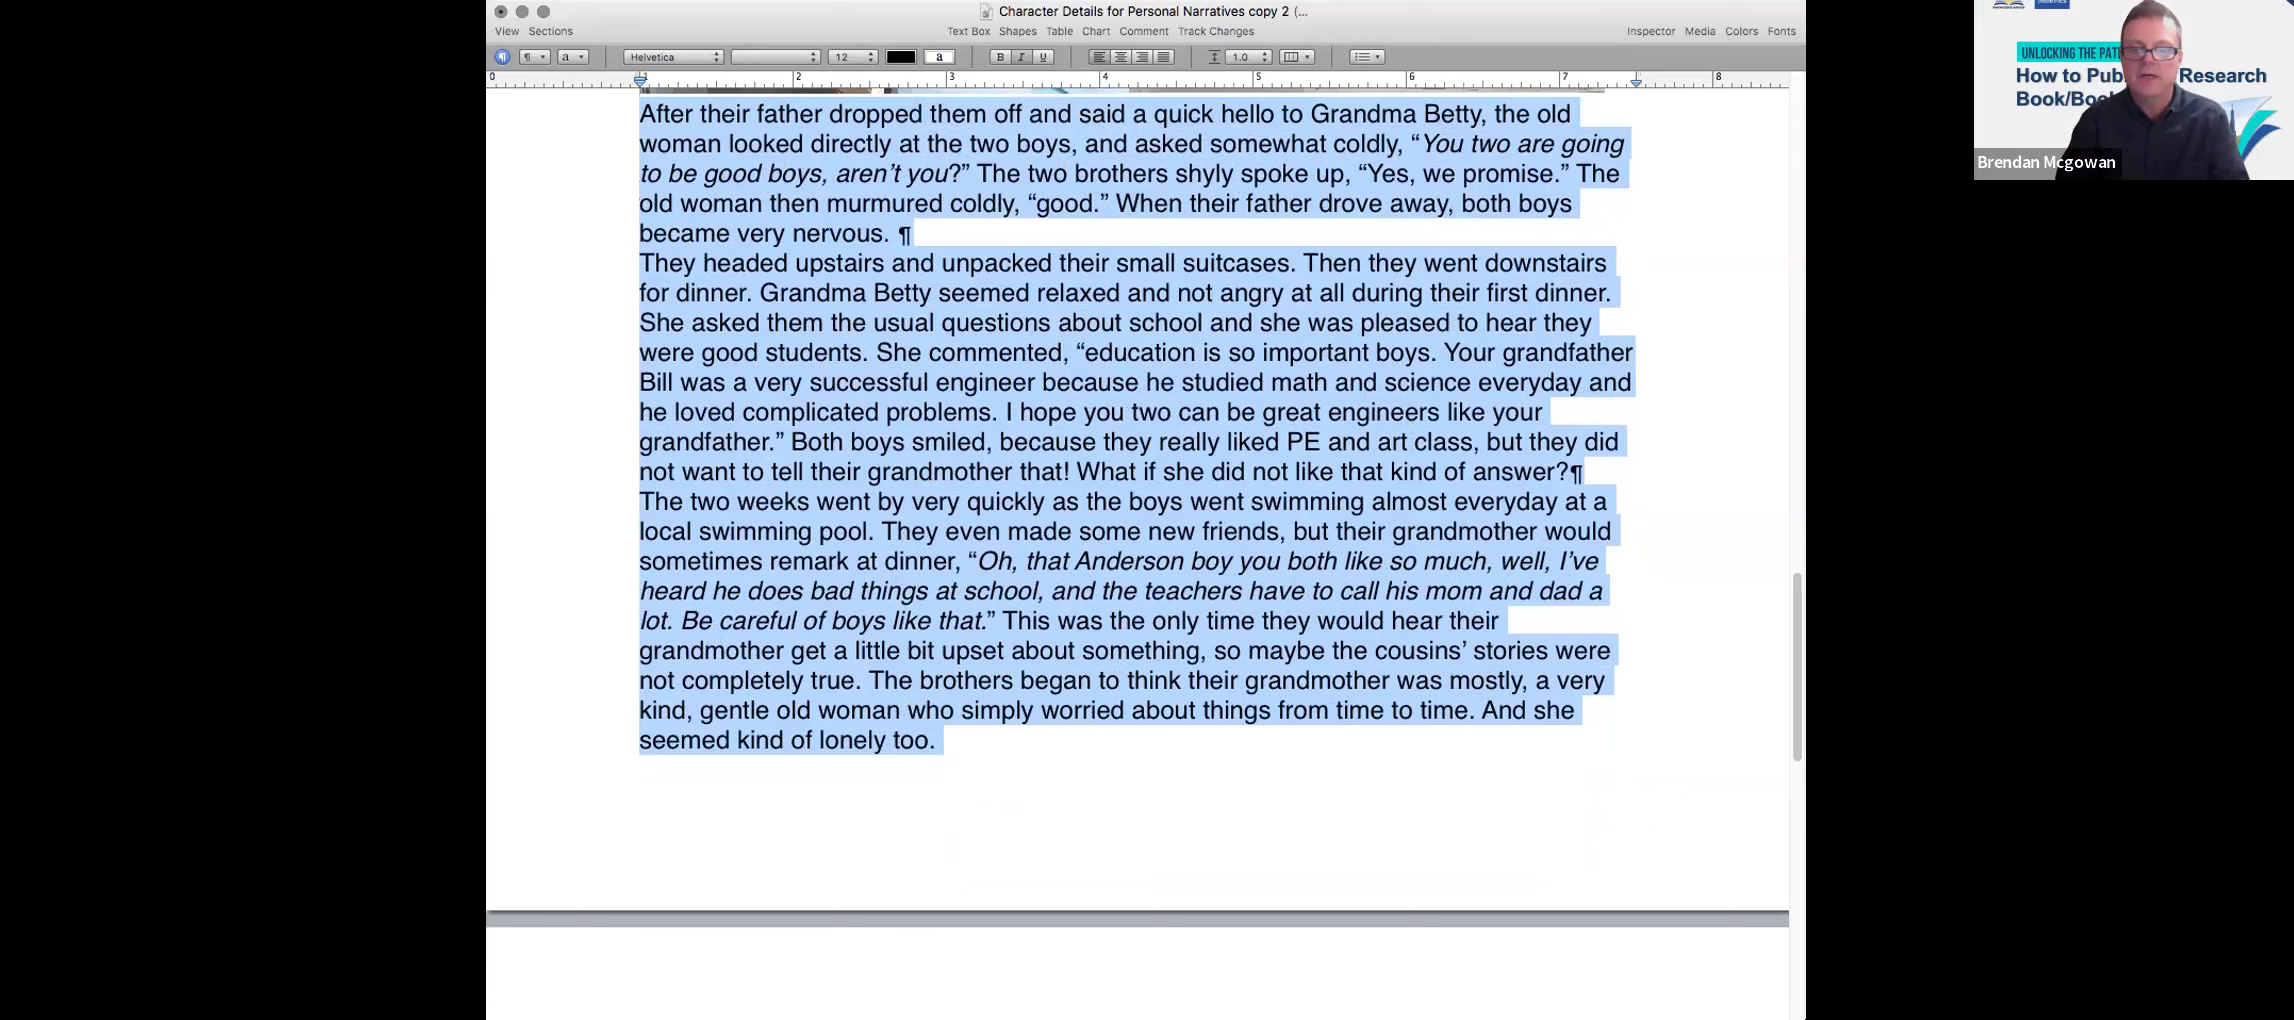 Character Details for Personal Narratives copy 2 (...
View Sections Text Box Shapes Table Chart Comment Track Changes Inspector Media Colors Fonts
¶ a Helvetica 12 a B I U 1.0
0 1 2 3 4 5 6 7 8
After their father dropped them off and said a quick hello to Grandma Betty, the old
woman looked directly at the two boys, and asked somewhat coldly, “You two are going
to be good boys, aren’t you?” The two brothers shyly spoke up, “Yes, we promise.” The
old woman then murmured coldly, “good.” When their father drove away, both boys
became very nervous. ¶
They headed upstairs and unpacked their small suitcases. Then they went downstairs
for dinner. Grandma Betty seemed relaxed and not angry at all during their first dinner.
She asked them the usual questions about school and she was pleased to hear they
were good students. She commented, “education is so important boys. Your grandfather
Bill was a very successful engineer because he studied math and science everyday and
he loved complicated problems. I hope you two can be great engineers like your
grandfather.” Both boys smiled, because they really liked PE and art class, but they did
not want to tell their grandmother that! What if she did not like that kind of answer?¶
The two weeks went by very quickly as the boys went swimming almost everyday at a
local swimming pool. They even made some new friends, but their grandmother would
sometimes remark at dinner, “Oh, that Anderson boy you both like so much, well, I’ve
heard he does bad things at school, and the teachers have to call his mom and dad a
lot. Be careful of boys like that.” This was the only time they would hear their
grandmother get a little bit upset about something, so maybe the cousins’ stories were
not completely true. The brothers began to think their grandmother was mostly, a very
kind, gentle old woman who simply worried about things from time to time. And she
seemed kind of lonely too.
UNLOCKING THE
How to Research
Brendan Mcgowan